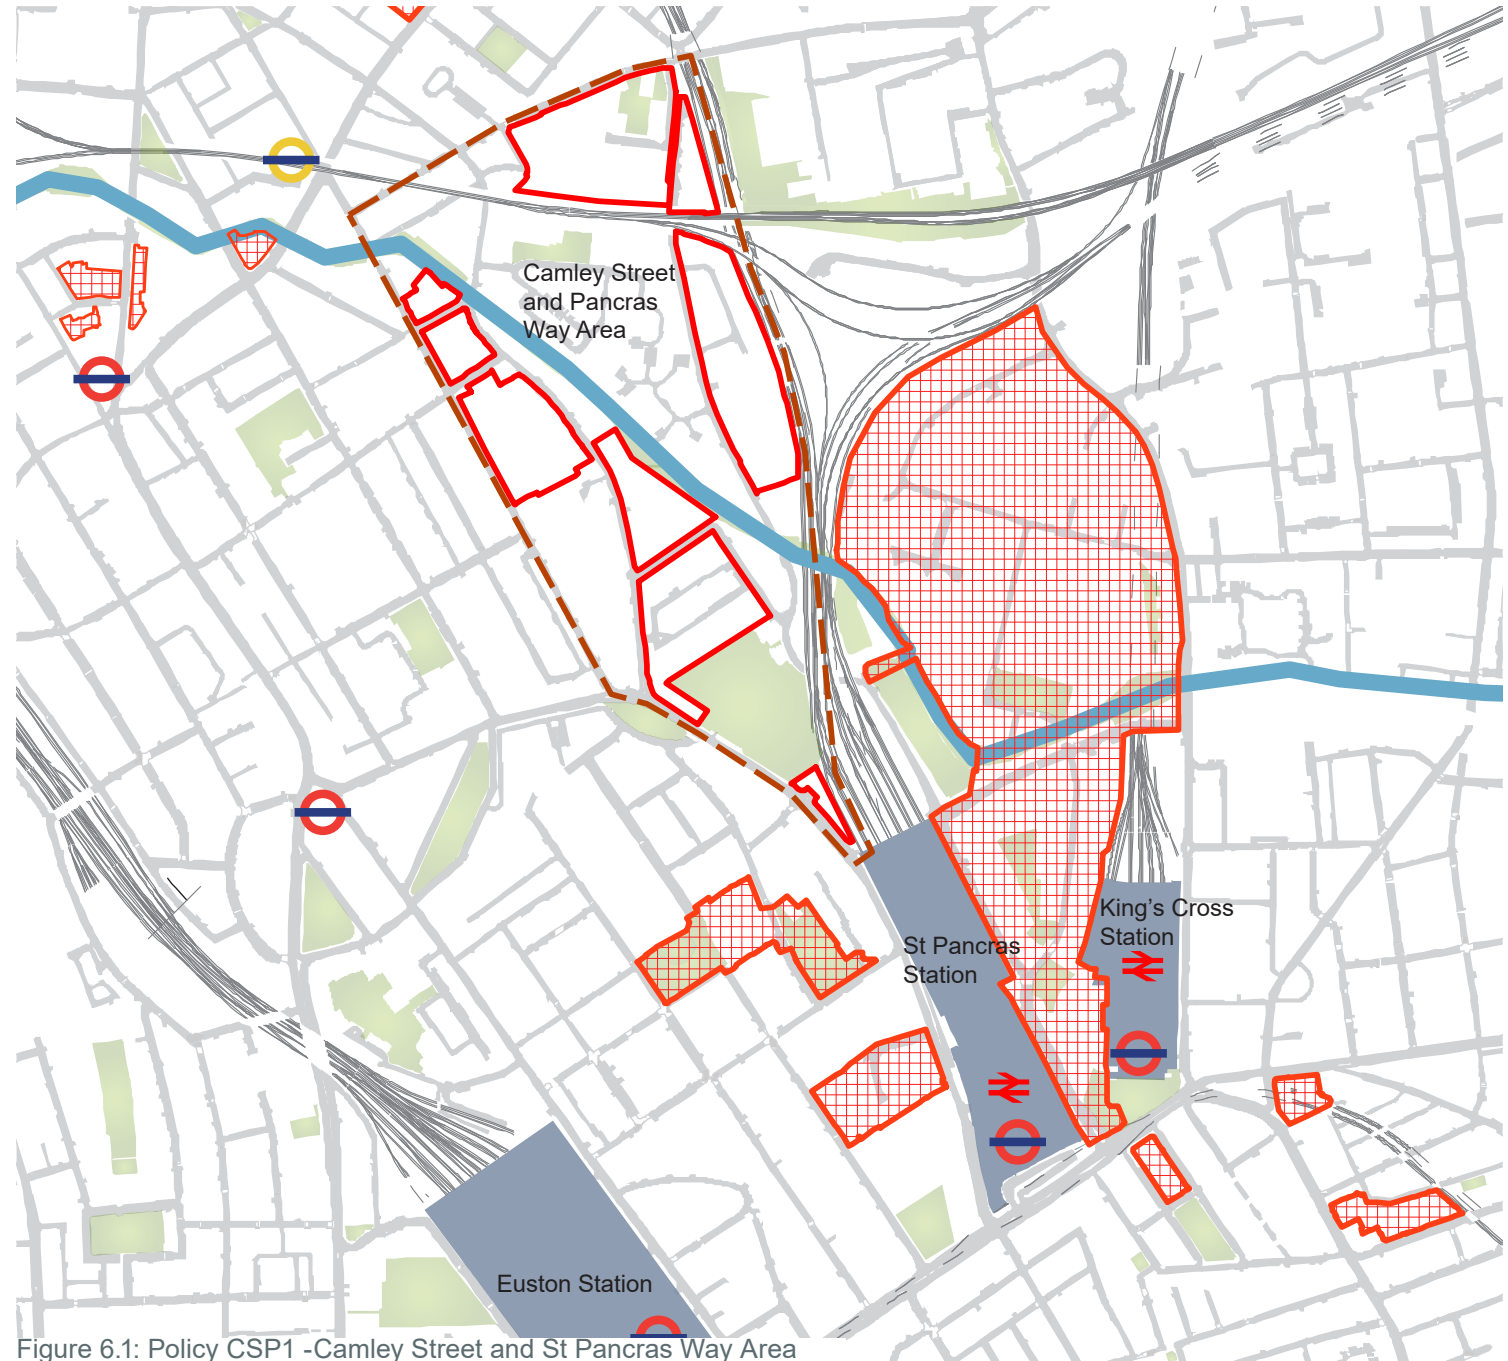 Camley Street
and Pancras
Way Area
King's Cross
Station
St Pancras
Station
Euston Station
Figure 6.1: Policy CSP1 -Camley Street and St Pancras Way Area